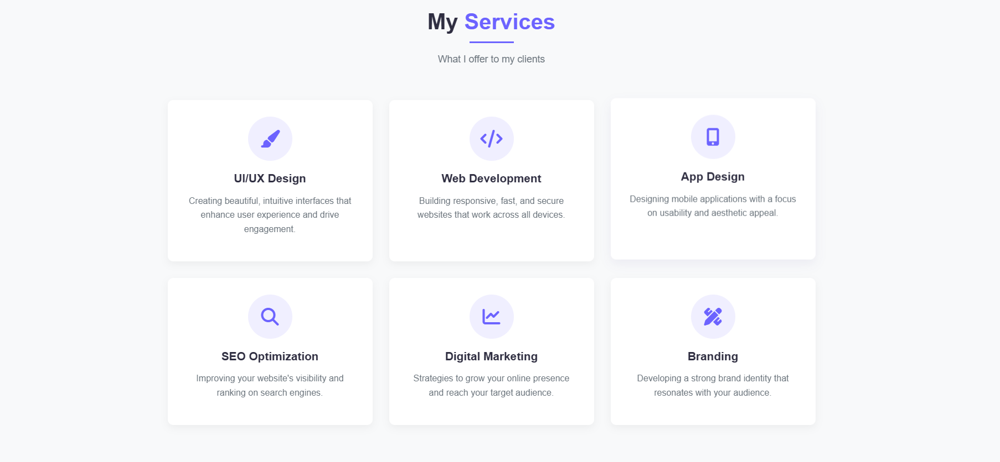 My Services
What I offer to my clients
UI/UX Design
Creating beautiful, intuitive interfaces that
enhance user experience and drive
engagement.
Web Development
Building responsive, fast, and secure
websites that work across all devices.
App Design
Designing mobile applications with a focus
on usability and aesthetic appeal.
SEO Optimization
Improving your website's visibility and
ranking on search engines.
Digital Marketing
Strategies to grow your online presence
and reach your target audience.
Branding
Developing a strong brand identity that
resonates with your audience.